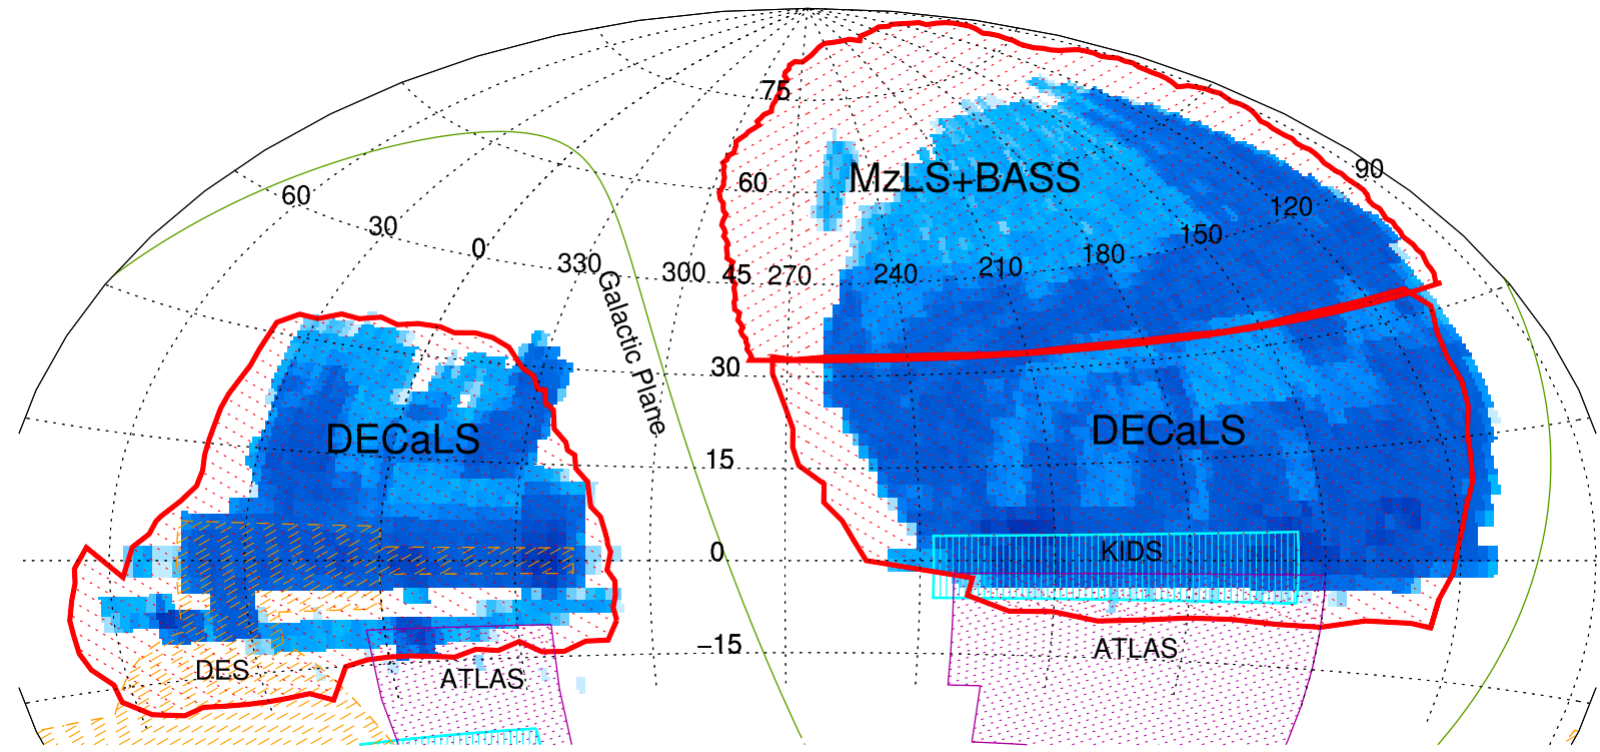 75
90
60
MzLS+BASS
60
120
30
150
0
180
330
300
45
270
240
210
Galactic Plane
30
DECaLS
DECaLS
15
0
KIDS
−15
ATLAS
DES
ATLAS